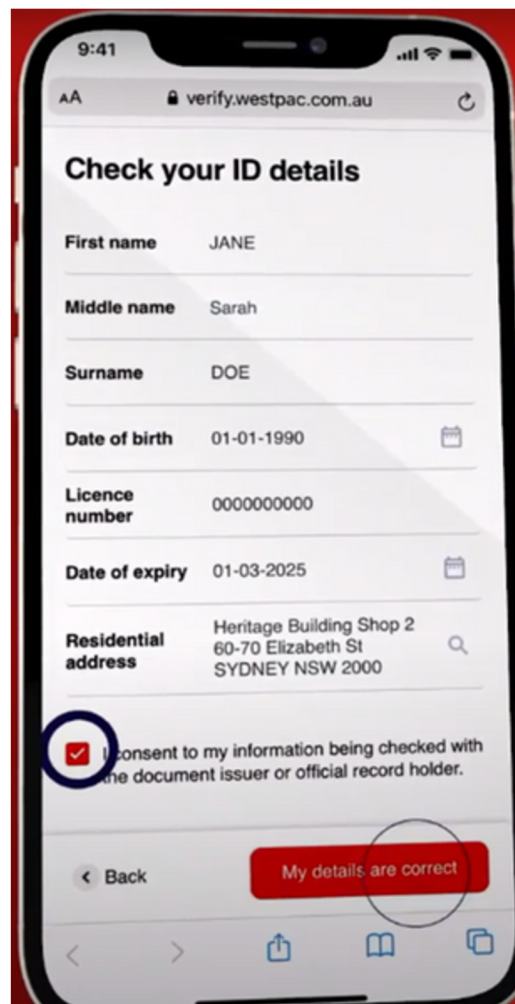 9:41
AA verify.westpac.com.au
Check your ID details
First name JANE
Middle name Sarah
Surname DOE
Date of birth 01-01-1990
Licence
number 0000000000
Date of expiry 01-03-2025
Residential
address
Heritage Building Shop 2
60-70 Elizabeth St
SYDNEY NSW 2000
I consent to my information being checked with
the document issuer or official record holder.
Back
My details are correct